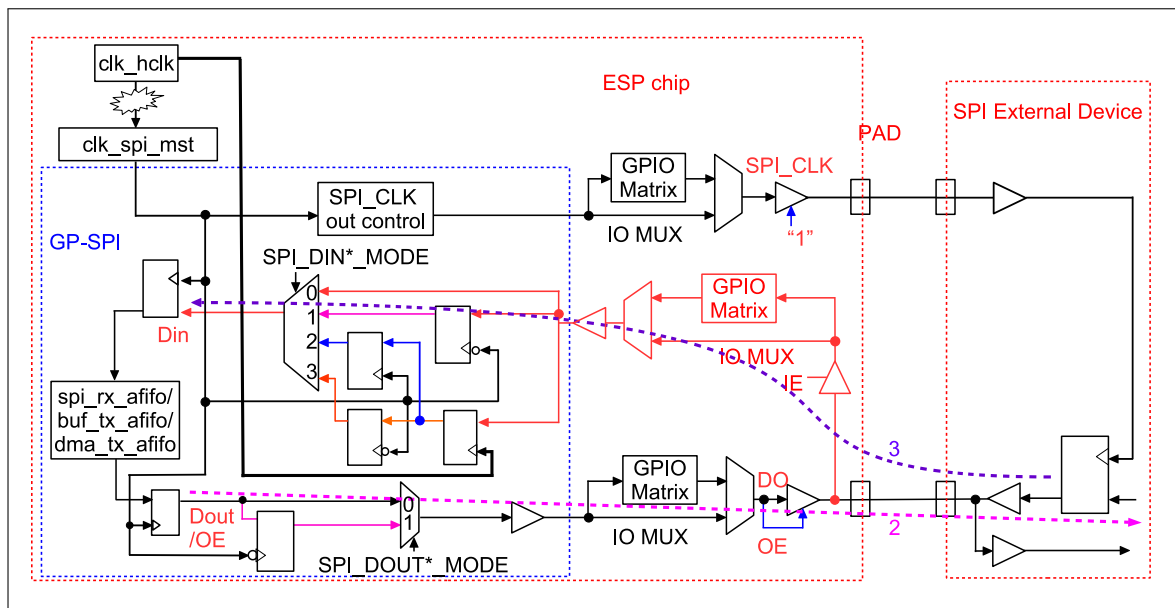 clk_hclk
ESP chip
clk_spi_mst
PAD
SPI External Device
GPIO
Matrix
SPI_CLK
SPI_CLK
out control
IO MUX
“1”
GP-SPI
SPI_DIN*_MODE
0
1
2
3
GPIO
Matrix
Din
IO MUX
IE
spi_rx_afifo/
buf_tx_afifo/
dma_tx_afifo
3
GPIO
Matrix
DO
0
1
2
Dout
/OE
IO MUX
OE
SPI_DOUT*_MODE